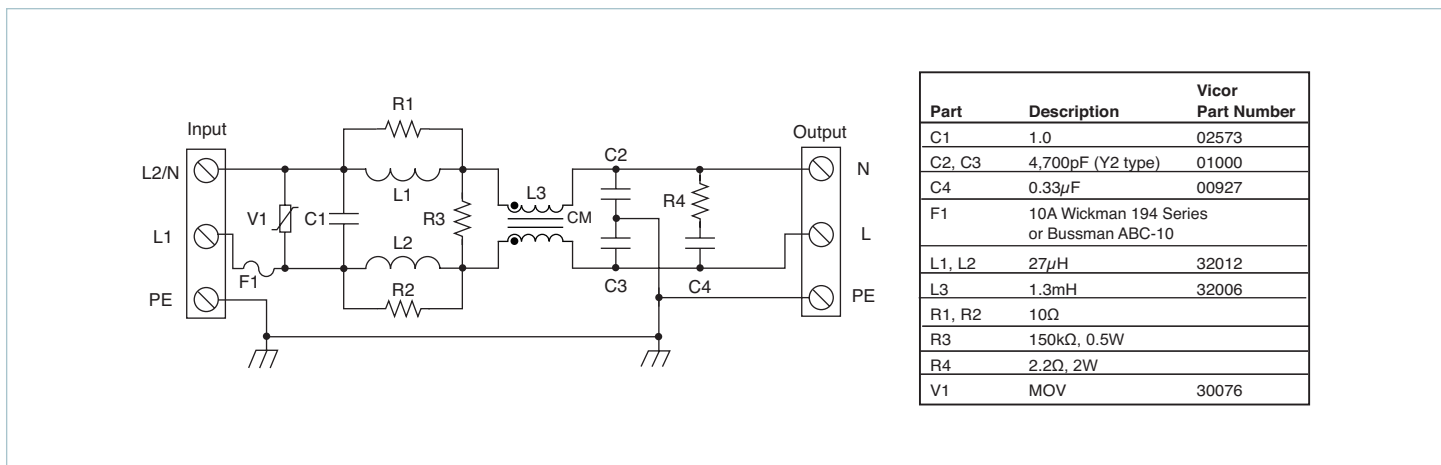 Input
L2/N
L1
PE
V1
F1
C1
R1
L1
L2
R2
R3
L3
CM
C2
C3
R4
C4
Output
N
L
PE
Vicor
Part Description Part Number
C1 1.0 02573
C2, C3 4,700pF (Y2 type) 01000
C4 0.33µF 00927
F1 10A Wickman 194 Series
or Bussman ABC-10
L1, L2 27µH 32012
L3 1.3mH 32006
R1, R2 10Ω
R3 150kΩ, 0.5W
R4 2.2Ω, 2W
V1 MOV 30076